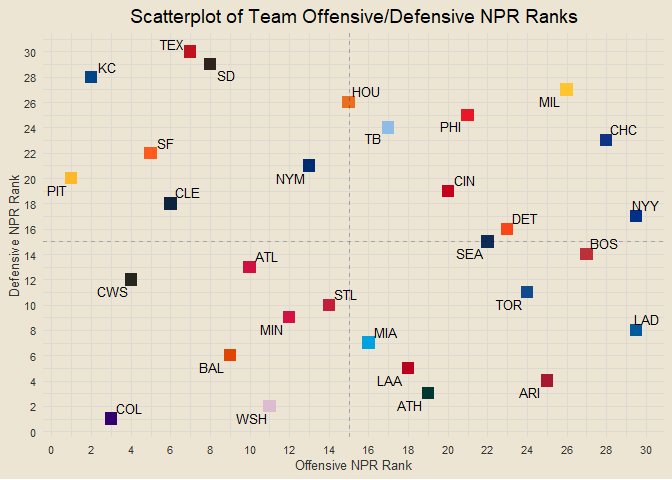 Scatterplot of Team Offensive/Defensive NPR Ranks
30
28
26
24
22
20
18
16
14
12
10
8
6
4
2
0
Defensive NPR Rank
TEX
KC
SD
HOU
MIL
TB
PHI
CHC
SF
NYM
PIT
CLE
CIN
NYY
DET
SEA
BOS
ATL
CWS
STL
TOR
MIN
MIA
LAD
BAL
LAA
ARI
COL
WSH
ATH
0 2 4 6 8 10 12 14 16 18 20 22 24 26 28 30
Offensive NPR Rank